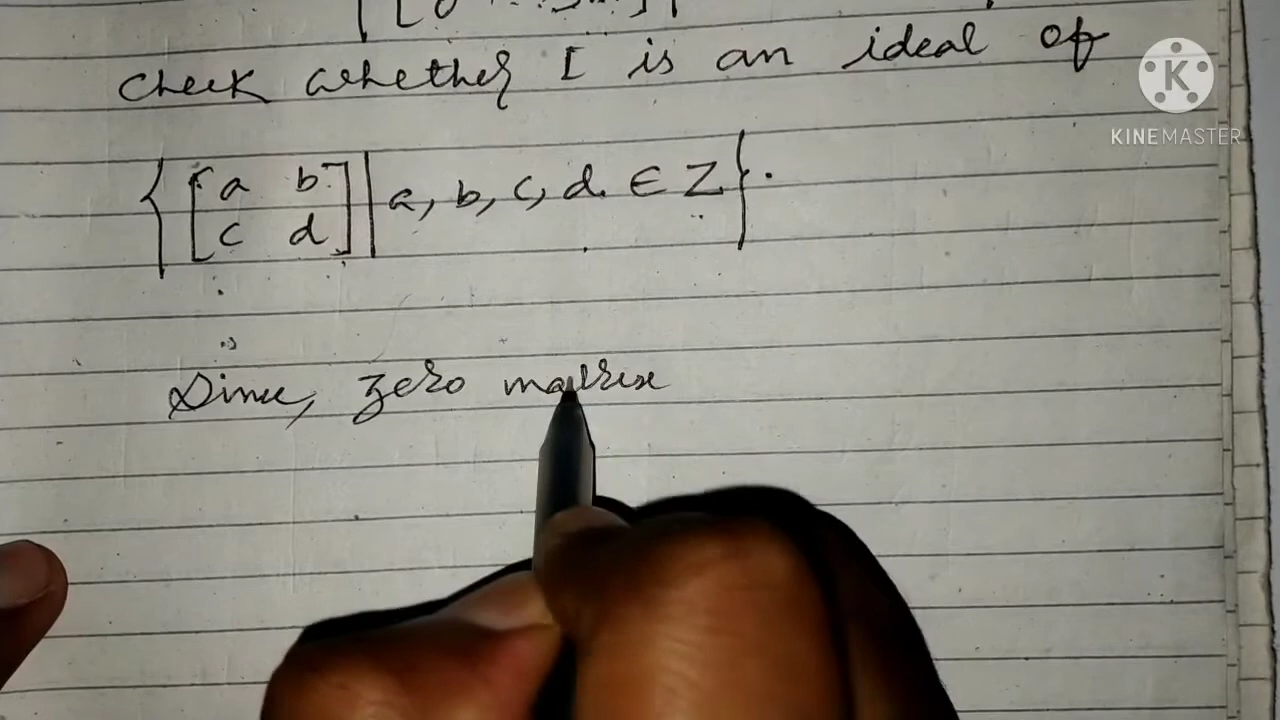 check whether I is an ideal of
{[a b
c d] | a, b, c, d ∈ Z}.
Since, zero matrix
KINEMASTER